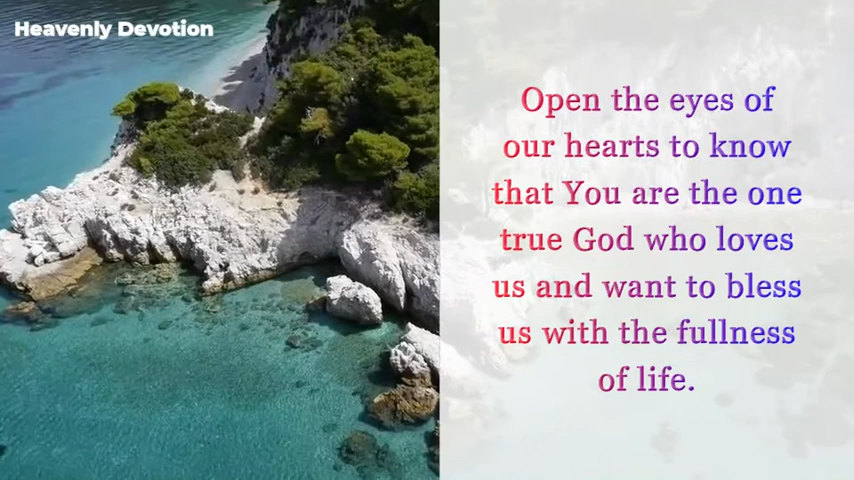 Heavenly Devotion
Open the eyes of
our hearts to know
that You are the one
true God who loves
us and want to bless
us with the fullness
of life.